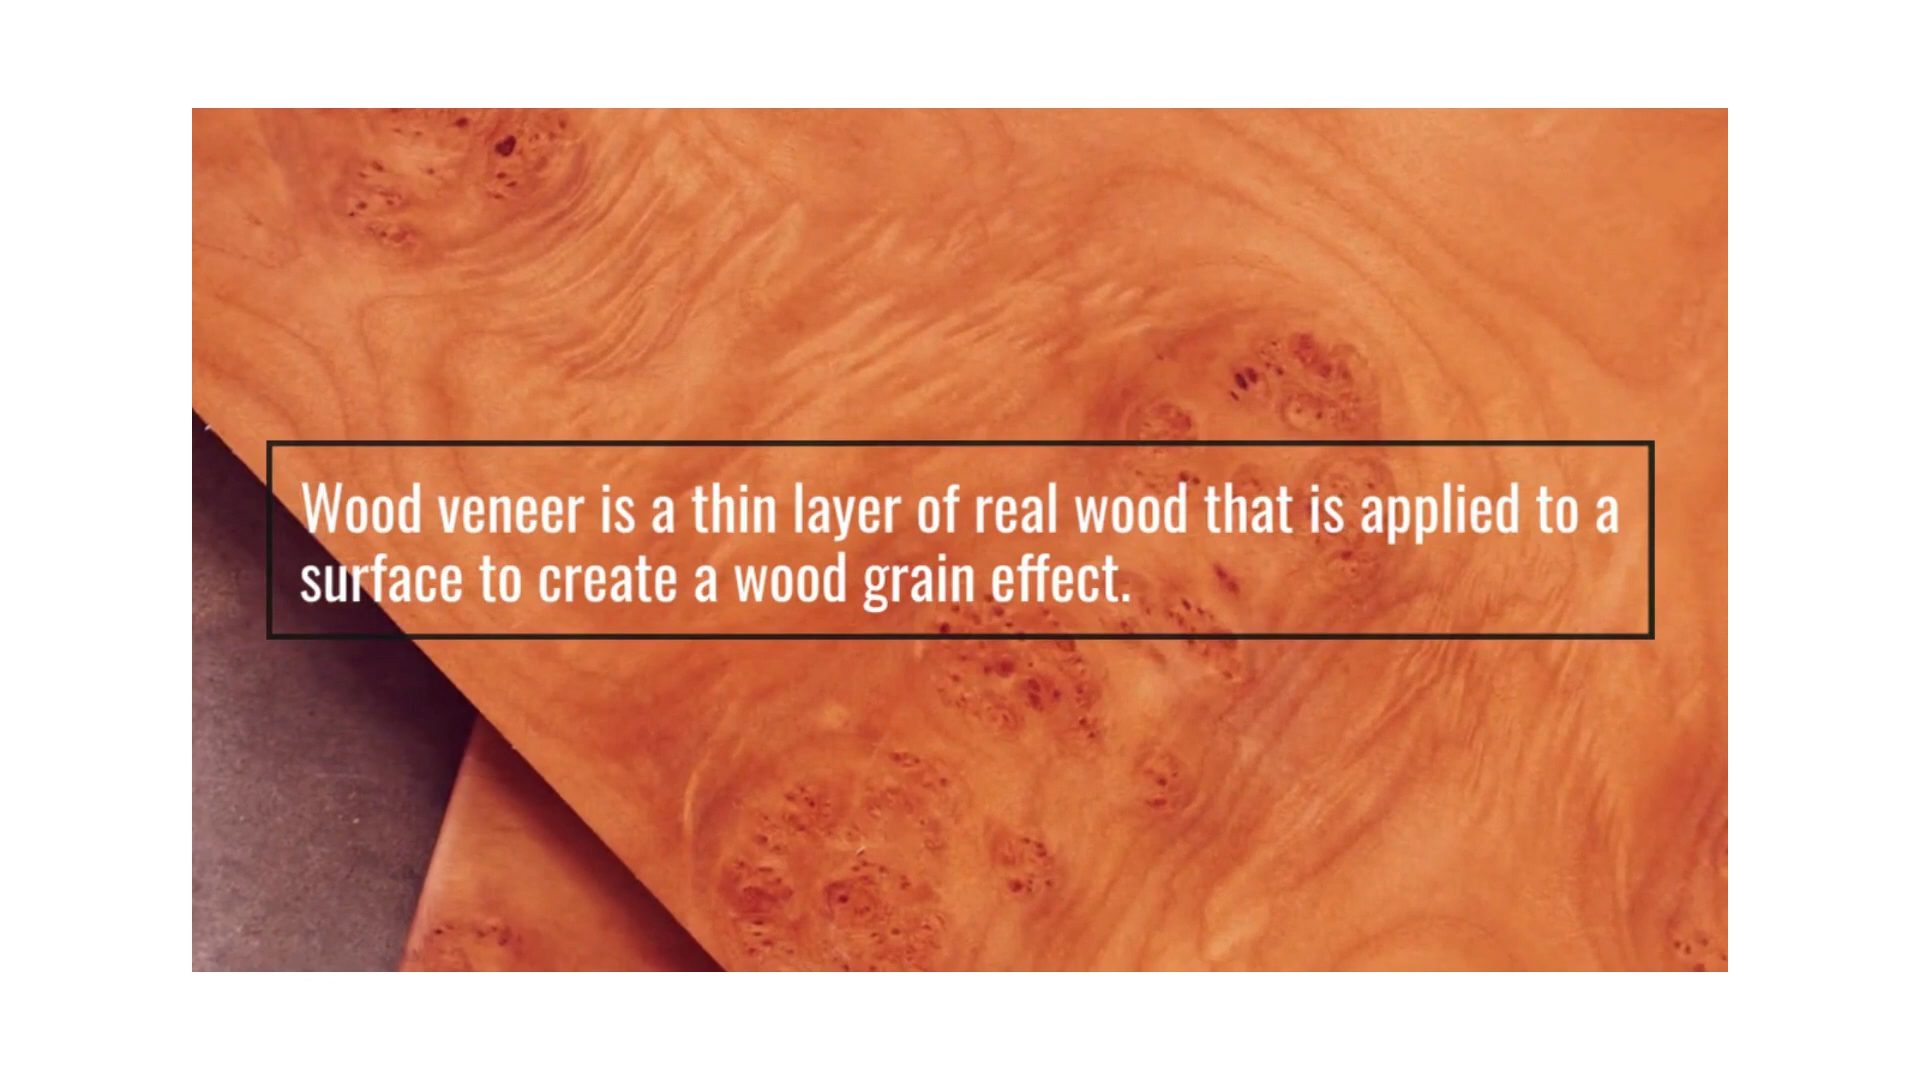 Wood veneer is a thin layer of real wood that is applied to a
surface to create a wood grain effect.